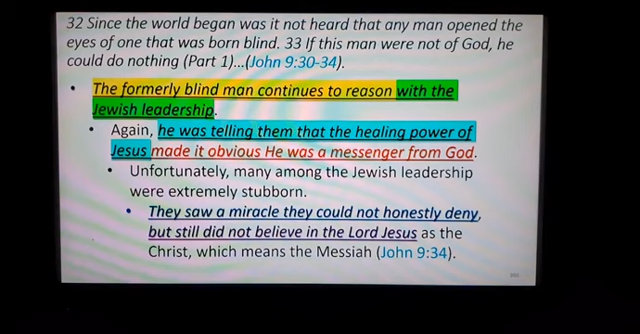 32 Since the world began was it not heard that any man opened the
eyes of one that was born blind. 33 If this man were not of God, he
could do nothing (Part 1)...(John 9:30-34).
• The formerly blind man continues to reason with the
Jewish leadership.
• Again, he was telling them that the healing power of
Jesus made it obvious He was a messenger from God.
• Unfortunately, many among the Jewish leadership
were extremely stubborn.
• They saw a miracle they could not honestly deny,
but still did not believe in the Lord Jesus as the
Christ, which means the Messiah (John 9:34).